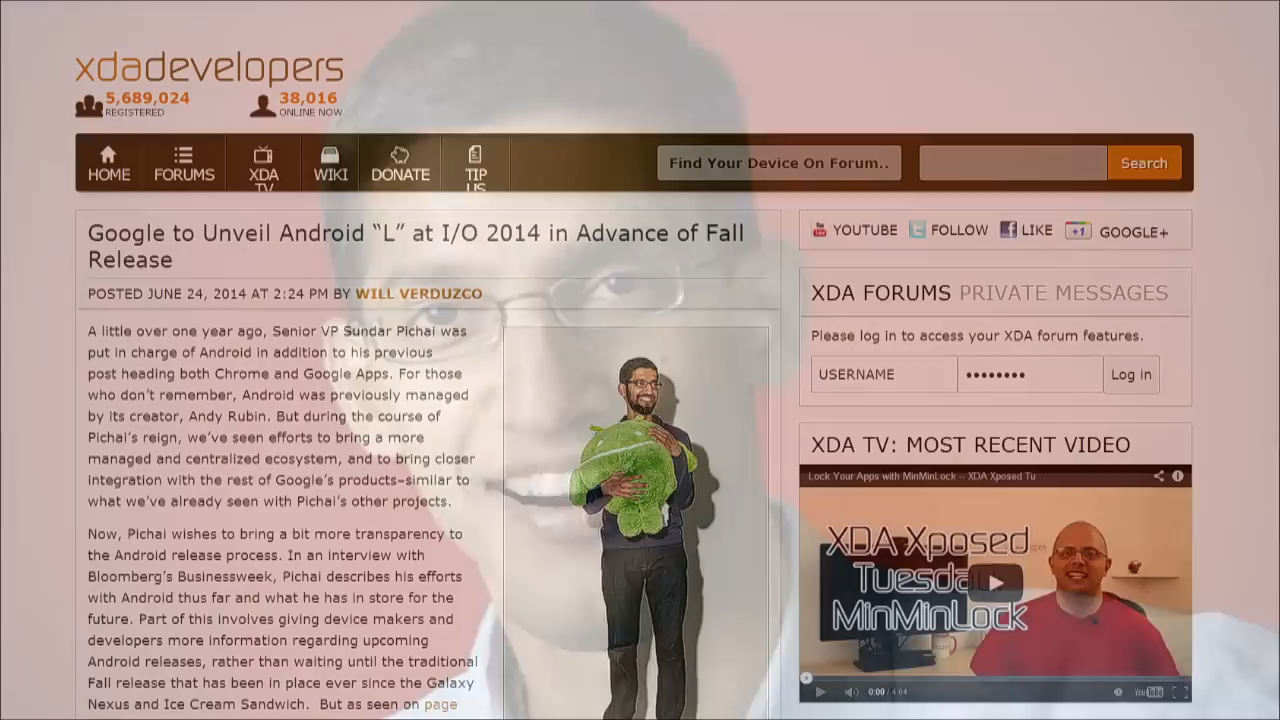 xdadevelopers
5,689,024
REGISTERED
38,016
ONLINE NOW
HOME
FORUMS
XDA
TV
WIKI
DONATE
TIP
US
Find Your Device On Forum..
Search
Google to Unveil Android “L” at I/O 2014 in Advance of Fall
Release
POSTED JUNE 24, 2014 AT 2:24 PM BY WILL VERDUZCO
A little over one year ago, Senior VP Sundar Pichai was
put in charge of Android in addition to his previous
post heading both Chrome and Google Apps. For those
who don’t remember, Android was previously managed
by its creator, Andy Rubin. But during the course of
Pichai’s reign, we’ve seen efforts to bring a more
managed and centralized ecosystem, and to bring closer
integration with the rest of Google’s products–similar to
what we’ve already seen with Pichai’s other projects.
Now, Pichai wishes to bring a bit more transparency to
the Android release process. In an interview with
Bloomberg’s Businessweek, Pichai describes his efforts
with Android thus far and what he has in store for the
future. Part of this involves giving device makers and
developers more information regarding upcoming
Android releases, rather than waiting until the traditional
Fall release that has been in place ever since the Galaxy
Nexus and Ice Cream Sandwich.  But as seen on page
You Tube YOUTUBE
t FOLLOW
f LIKE
+1 GOOGLE+
XDA FORUMS PRIVATE MESSAGES
Please log in to access your XDA forum features.
USERNAME •••••••• Log in
XDA TV: MOST RECENT VIDEO
Lock Your Apps with MinMinLock – XDA Xposed Tu
XDA Xposed
Tuesday
MinMinLock
0:00 / 4:04
YouTube